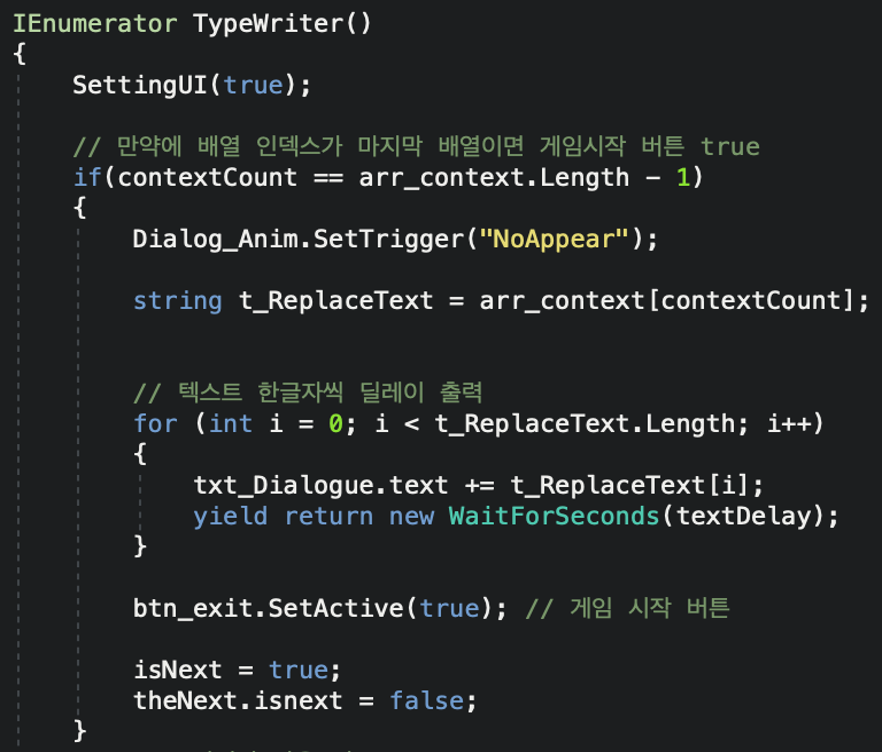 IEnumerator TypeWriter()
{
SettingUI(true);
// 만약에 배열 인덱스가 마지막 배열이면 게임시작 버튼 true
if(contextCount == arr_context.Length - 1)
{
Dialog_Anim.SetTrigger("NoAppear");
string t_ReplaceText = arr_context[contextCount];
// 텍스트 한글자씩 딜레이 출력
for (int i = 0; i < t_ReplaceText.Length; i++)
{
txt_Dialogue.text += t_ReplaceText[i];
yield return new WaitForSeconds(textDelay);
}
btn_exit.SetActive(true); // 게임 시작 버튼
isNext = true;
theNext.isnext = false;
}